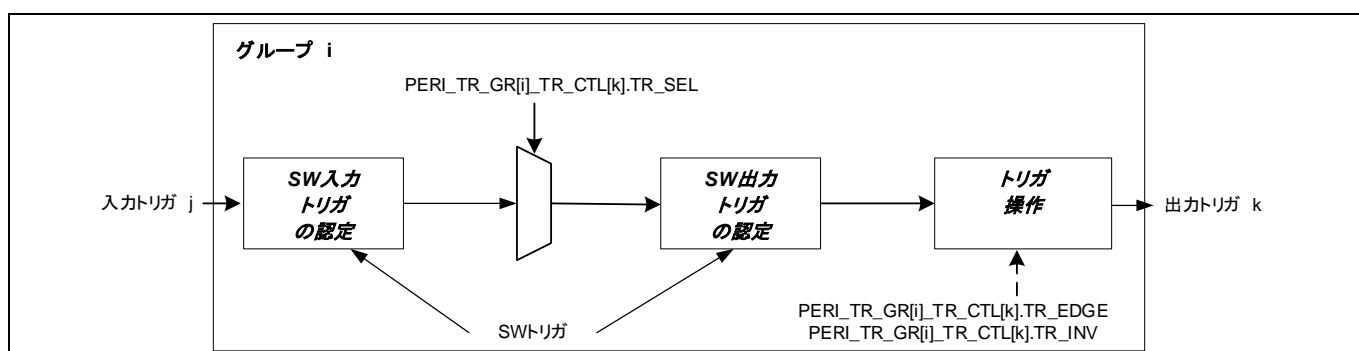 グループ i
PERI_TR_GR[i]_TR_CTL[k].TR_SEL
入力トリガ j
SW入力
トリガ
の認定
SW出力
トリガ
の認定
トリガ
操作
出力トリガ k
SWトリガ
PERI_TR_GR[i]_TR_CTL[k].TR_EDGE
PERI_TR_GR[i]_TR_CTL[k].TR_INV